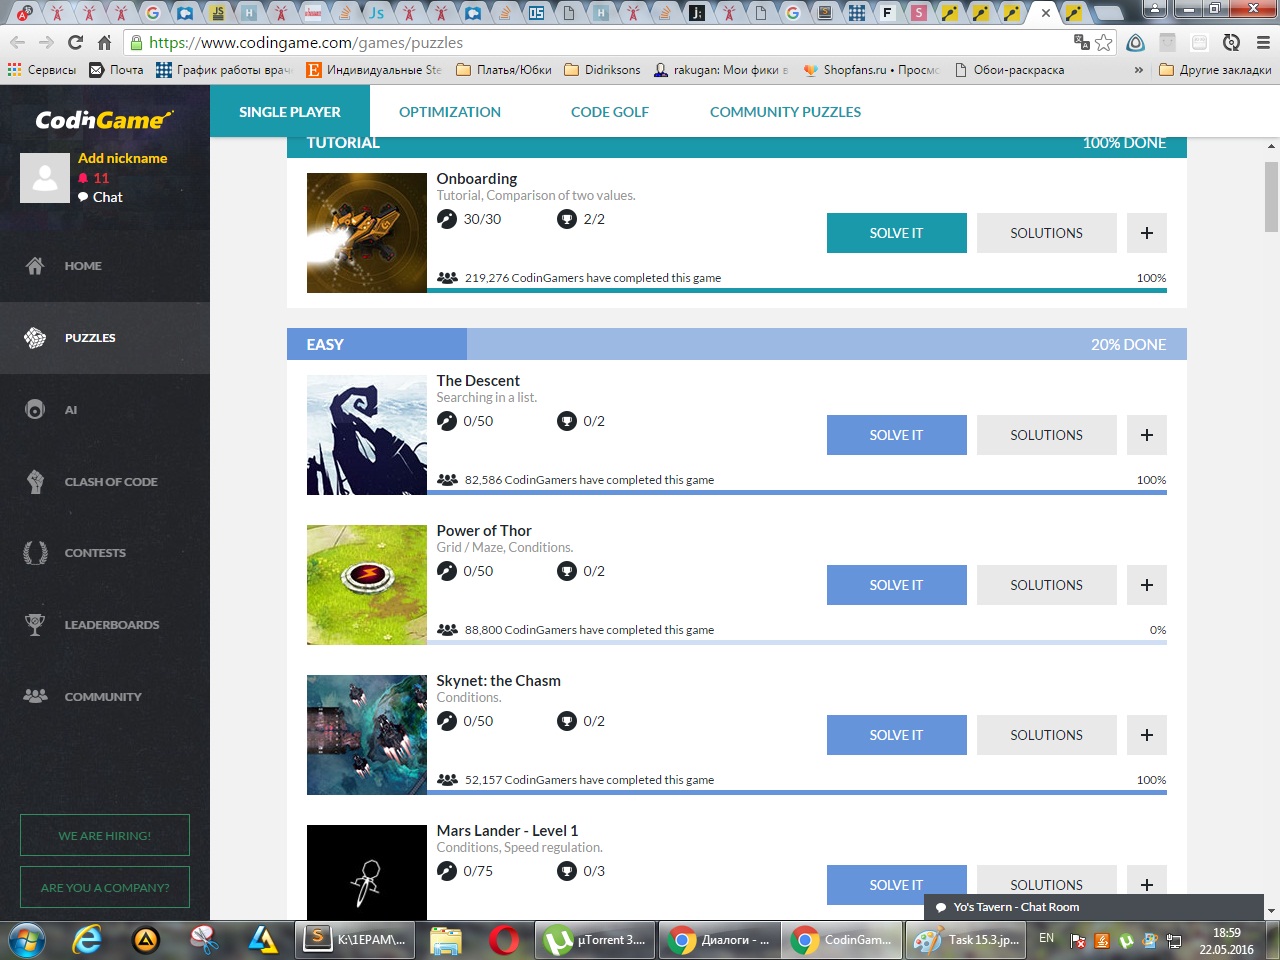 https://www.codingame.com/games/puzzles
Сервисы
Почта
График работы врач
Индивидуальные Ste
Платья/Юбки
Didriksons
rakugan: Мои фики в
Shopfans.ru • Просмо
Обои-раскраска
»
Другие закладки
CodinGame
Add nickname
11
Chat
HOME
PUZZLES
AI
CLASH OF CODE
CONTESTS
LEADERBOARDS
COMMUNITY
WE ARE HIRING!
ARE YOU A COMPANY?
SINGLE PLAYER
OPTIMIZATION
CODE GOLF
COMMUNITY PUZZLES
TUTORIAL 100% DONE
Onboarding
Tutorial, Comparison of two values.
30/30 2/2
SOLVE IT SOLUTIONS +
219,276 CodinGamers have completed this game 100%
EASY 20% DONE
The Descent
Searching in a list.
0/50 0/2
SOLVE IT SOLUTIONS +
82,586 CodinGamers have completed this game 100%
Power of Thor
Grid / Maze, Conditions.
0/50 0/2
SOLVE IT SOLUTIONS +
88,800 CodinGamers have completed this game 0%
Skynet: the Chasm
Conditions.
0/50 0/2
SOLVE IT SOLUTIONS +
52,157 CodinGamers have completed this game 100%
Mars Lander - Level 1
Conditions, Speed regulation.
0/75 0/3
SOLVE IT SOLUTIONS +
Yo's Tavern - Chat Room
K:\1EPAM\...
µTorrent 3....
Диалоги - ...
CodinGam...
Task 15.3.jp...
EN
18:59
22.05.2016